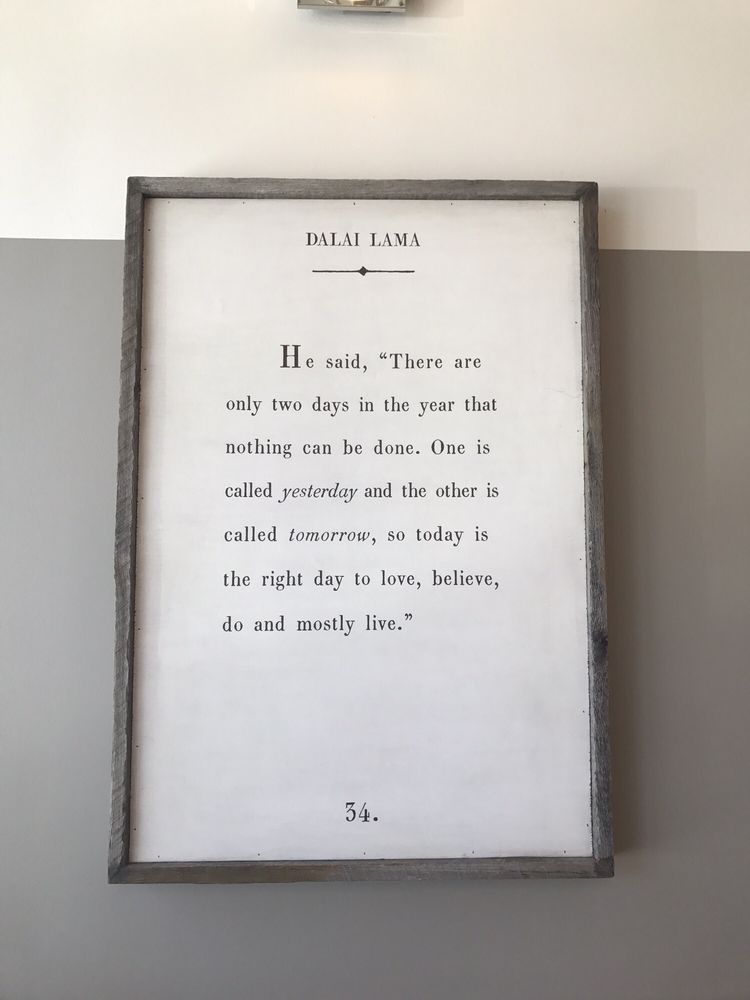 DALAI LAMA
He said, “There are
only two days in the year that
nothing can be done. One is
called yesterday and the other is
called tomorrow, so today is
the right day to love, believe,
do and mostly live.”
34.